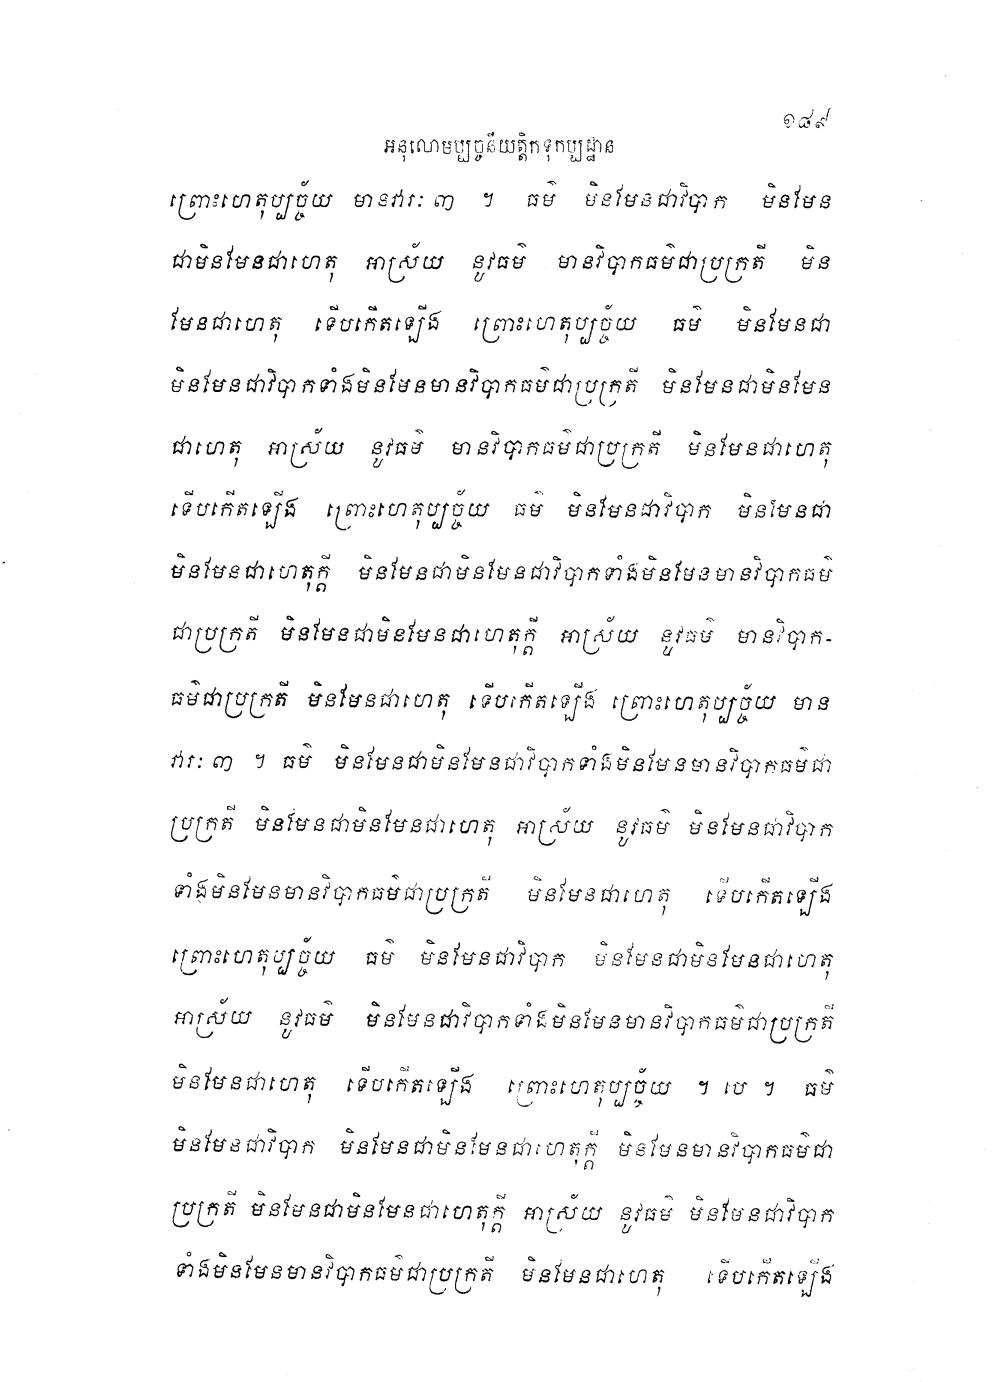 ១៨៩
អនុលោមប្បច្ចនីយត្តិកទុកប្បដ្ឋាន
ព្រោះហេតុប្បច្ច័យ មានវារៈ ៣ ។ ធម៌ មិនមែនជាវិបាក មិនមែន
ជាមិនមែនជាហេតុ អាស្រ័យ នូវធម៌ មានវិបាកធម៌ជាប្រក្រតី មិន
មែនជាហេតុ ទើបកើតឡើង ព្រោះហេតុប្បច្ច័យ ធម៌ មិនមែនជា
មិនមែនជាវិបាកទាំងមិនមែនមានវិបាកធម៌ជាប្រក្រតី មិនមែនជាមិនមែន
ជាហេតុ អាស្រ័យ នូវធម៌ មានវិបាកធម៌ជាប្រក្រតី មិនមែនជាហេតុ
ទើបកើតឡើង ព្រោះហេតុប្បច្ច័យ ធម៌ មិនមែនជាវិបាក មិនមែនជា
មិនមែនជាហេតុក្តី មិនមែនជាមិនមែនជាវិបាកទាំងមិនមែនមានវិបាកធម៌
ជាប្រក្រតី មិនមែនជាមិនមែនជាហេតុក្តី អាស្រ័យ នូវធម៌ មានវិបាក-
ធម៌ជាប្រក្រតី មិនមែនជាហេតុ ទើបកើតឡើង ព្រោះហេតុប្បច្ច័យ មាន
វារៈ ៣ ។ ធម៌ មិនមែនជាមិនមែនជាវិបាកទាំងមិនមែនមានវិបាកធម៌ជា
ប្រក្រតី មិនមែនជាមិនមែនជាហេតុ អាស្រ័យ នូវធម៌ មិនមែនជាវិបាក
ទាំងមិនមែនមានវិបាកធម៌ជាប្រក្រតី មិនមែនជាហេតុ ទើបកើតឡើង
ព្រោះហេតុប្បច្ច័យ ធម៌ មិនមែនជាវិបាក មិនមែនជាមិនមែនជាហេតុ
អាស្រ័យ នូវធម៌ មិនមែនជាវិបាកទាំងមិនមែនមានវិបាកធម៌ជាប្រក្រតី
មិនមែនជាហេតុ ទើបកើតឡើង ព្រោះហេតុប្បច្ច័យ ។ បេ ។ ធម៌
មិនមែនជាវិបាក មិនមែនជាមិនមែនជាហេតុក្តី មិនមែនមានវិបាកធម៌ជា
ប្រក្រតី មិនមែនជាមិនមែនជាហេតុក្តី អាស្រ័យ នូវធម៌ មិនមែនជាវិបាក
ទាំងមិនមែនមានវិបាកធម៌ជាប្រក្រតី មិនមែនជាហេតុ ទើបកើតឡើង